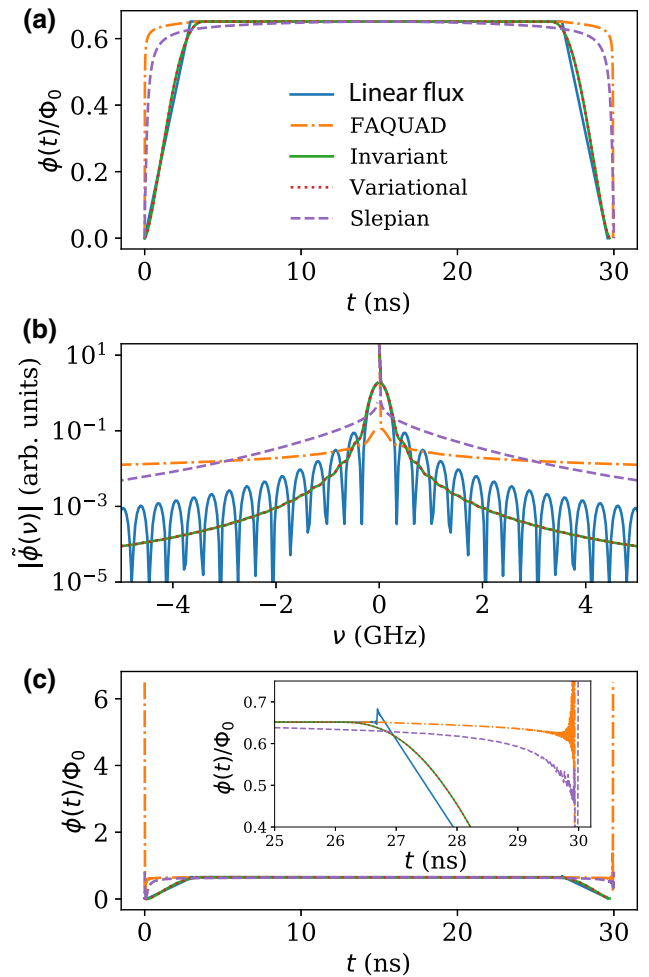 (a)
ϕ(t)/Φ0
0.6
0.4
0.2
0.0
Linear flux
FAQUAD
Invariant
Variational
Slepian
0 10 20 30
t (ns)
(b)
|ϕ̃(ν)| (arb. units)
10^1
10^-1
10^-3
10^-5
−4 −2 0 2 4
ν (GHz)
(c)
ϕ(t)/Φ0
6
4
2
0
ϕ(t)/Φ0
0.7
0.6
0.5
0.4
25 26 27 28 29 30
t (ns)
0 10 20 30
t (ns)